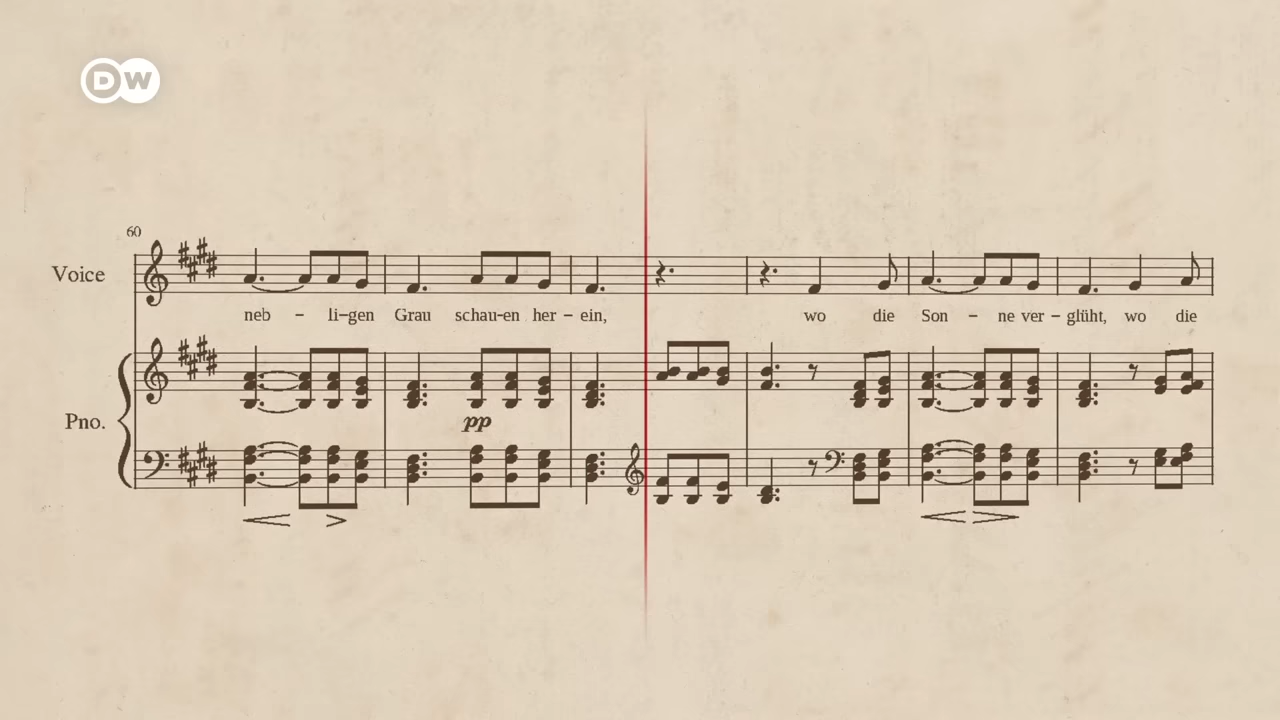 DW
60
Voice
neb – li–gen Grau schau–en her – ein, wo die Son – ne ver – glüht, wo die
Pno.
pp